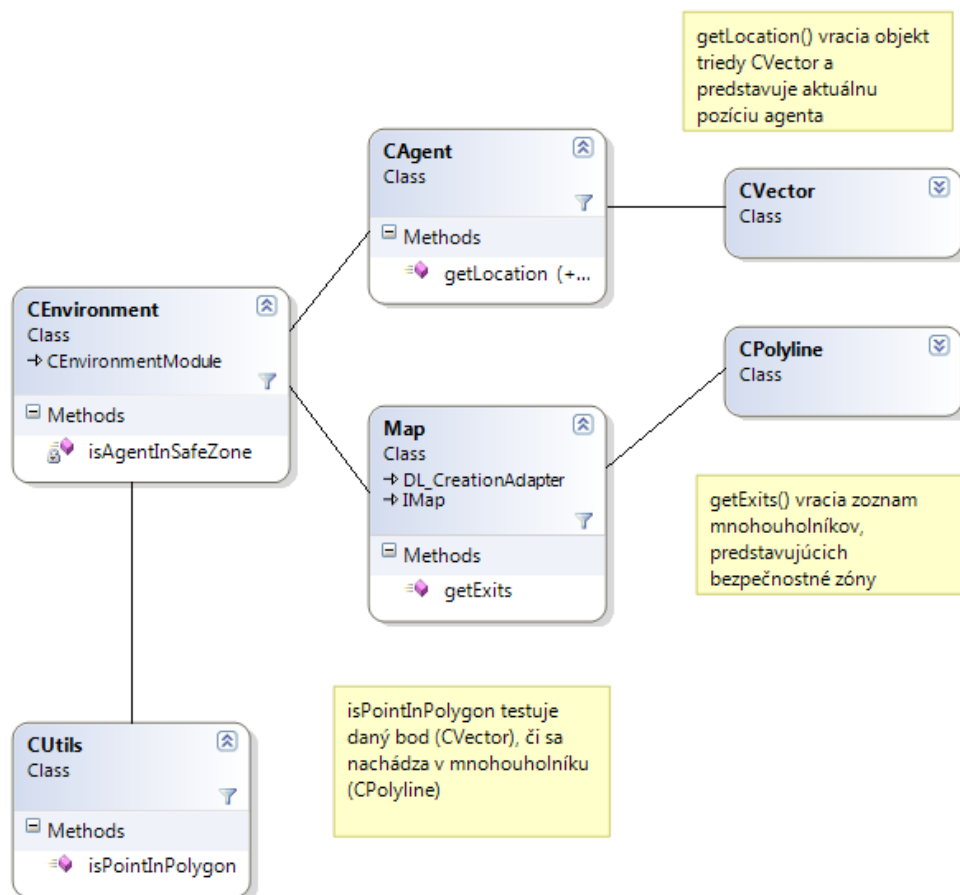 getLocation() vracia objekt
triedy CVector a
predstavuje aktuálnu
pozíciu agenta
CAgent
Class
Methods
getLocation (+...
CVector
Class
CEnvironment
Class
CEnvironmentModule
Methods
isAgentInSafeZone
CPolyline
Class
Map
Class
DL_CreationAdapter
IMap
Methods
getExits
getExits() vracia zoznam
mnohouholníkov,
predstavujúcich
bezpečnostné zóny
isPointInPolygon testuje
daný bod (CVector), či sa
nachádza v mnohouholníku
(CPolyline)
CUtils
Class
Methods
isPointInPolygon